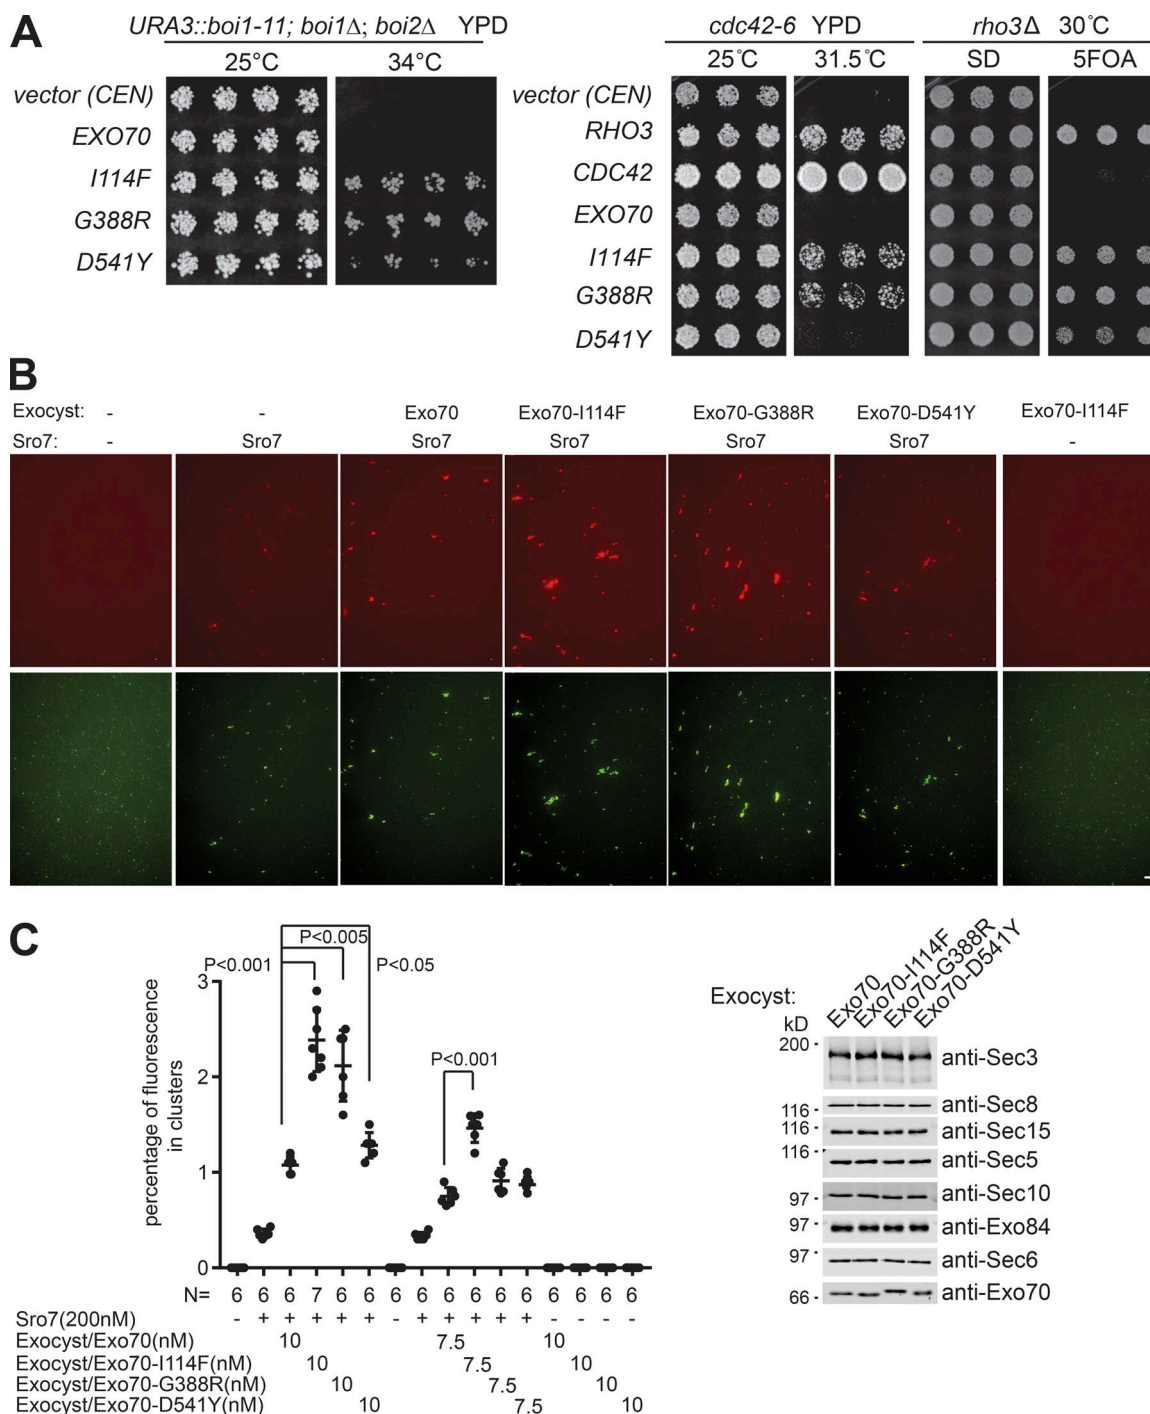 A
URA3::boi1-11; boi1Δ; boi2Δ YPD
25°C 34°C
vector (CEN)
EXO70
I114F
G388R
D541Y
cdc42-6 YPD rho3Δ 30°C
25°C 31.5°C SD 5FOA
vector (CEN)
RHO3
CDC42
EXO70
I114F
G388R
D541Y
B
Exocyst: - - Exo70 Exo70-I114F Exo70-G388R Exo70-D541Y Exo70-I114F
Sro7: - Sro7 Sro7 Sro7 Sro7 Sro7 -
C
percentage of fluorescence
in clusters
P<0.005
P<0.001 P<0.05
P<0.001
3
2
1
0
N= 6 6 6 7 6 6 6 6 6 6 6 6 6 6 6 6
Sro7(200nM) - + + + + + - + + + + + - - - -
Exocyst/Exo70(nM) 10 7.5 10
Exocyst/Exo70-I114F(nM) 10 7.5 10
Exocyst/Exo70-G388R(nM) 10 7.5 10
Exocyst/Exo70-D541Y(nM) 10 7.5 10
Exocyst: Exo70 Exo70-I114F Exo70-G388R Exo70-D541Y
kD
200 anti-Sec3
116 anti-Sec8
116 anti-Sec15
116 anti-Sec5
97 anti-Sec10
97 anti-Exo84
97 anti-Sec6
66 anti-Exo70